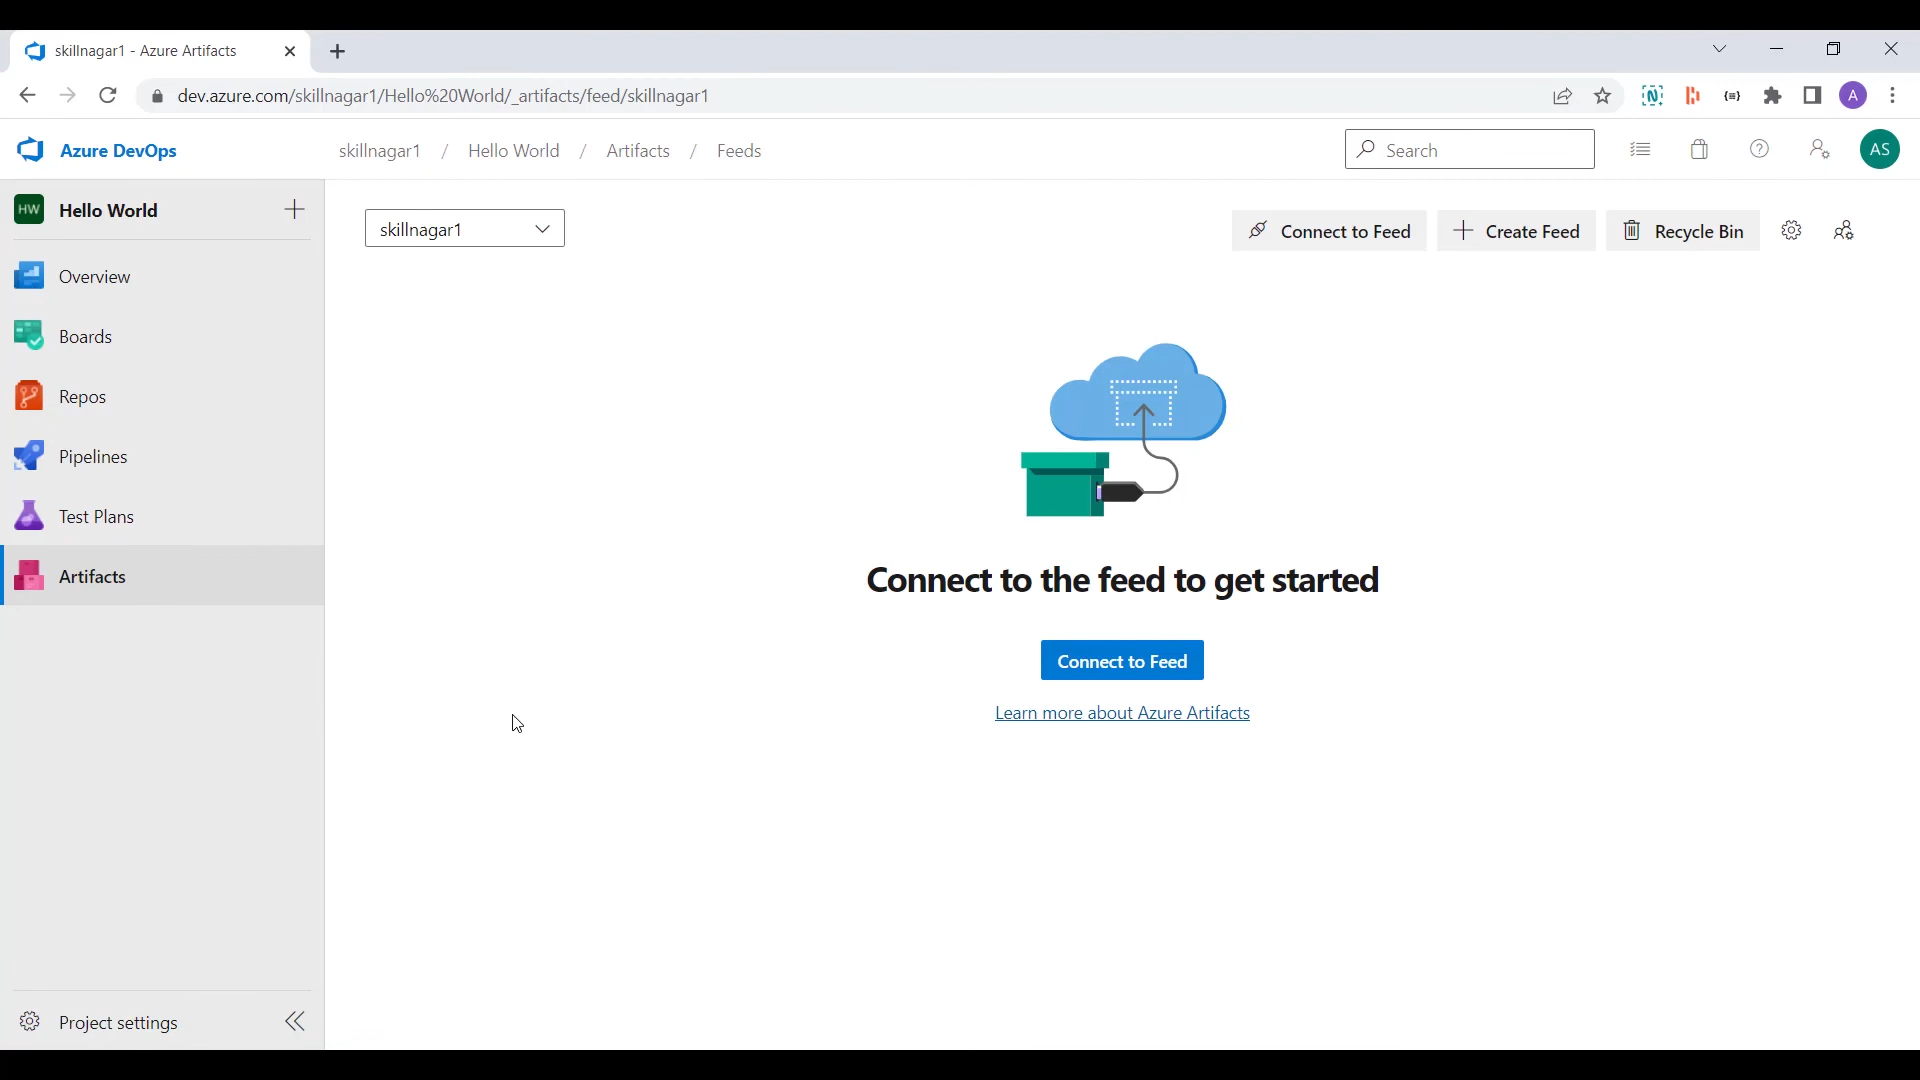 skillnagar1 - Azure Artifacts
dev.azure.com/skillnagar1/Hello%20World/_artifacts/feed/skillnagar1
A
Azure DevOps
skillnagar1 / Hello World / Artifacts / Feeds
Search
AS
HW Hello World
skillnagar1
Connect to Feed
Create Feed
Recycle Bin
Overview
Boards
Repos
Pipelines
Test Plans
Artifacts
Connect to the feed to get started
Connect to Feed
Learn more about Azure Artifacts
Project settings